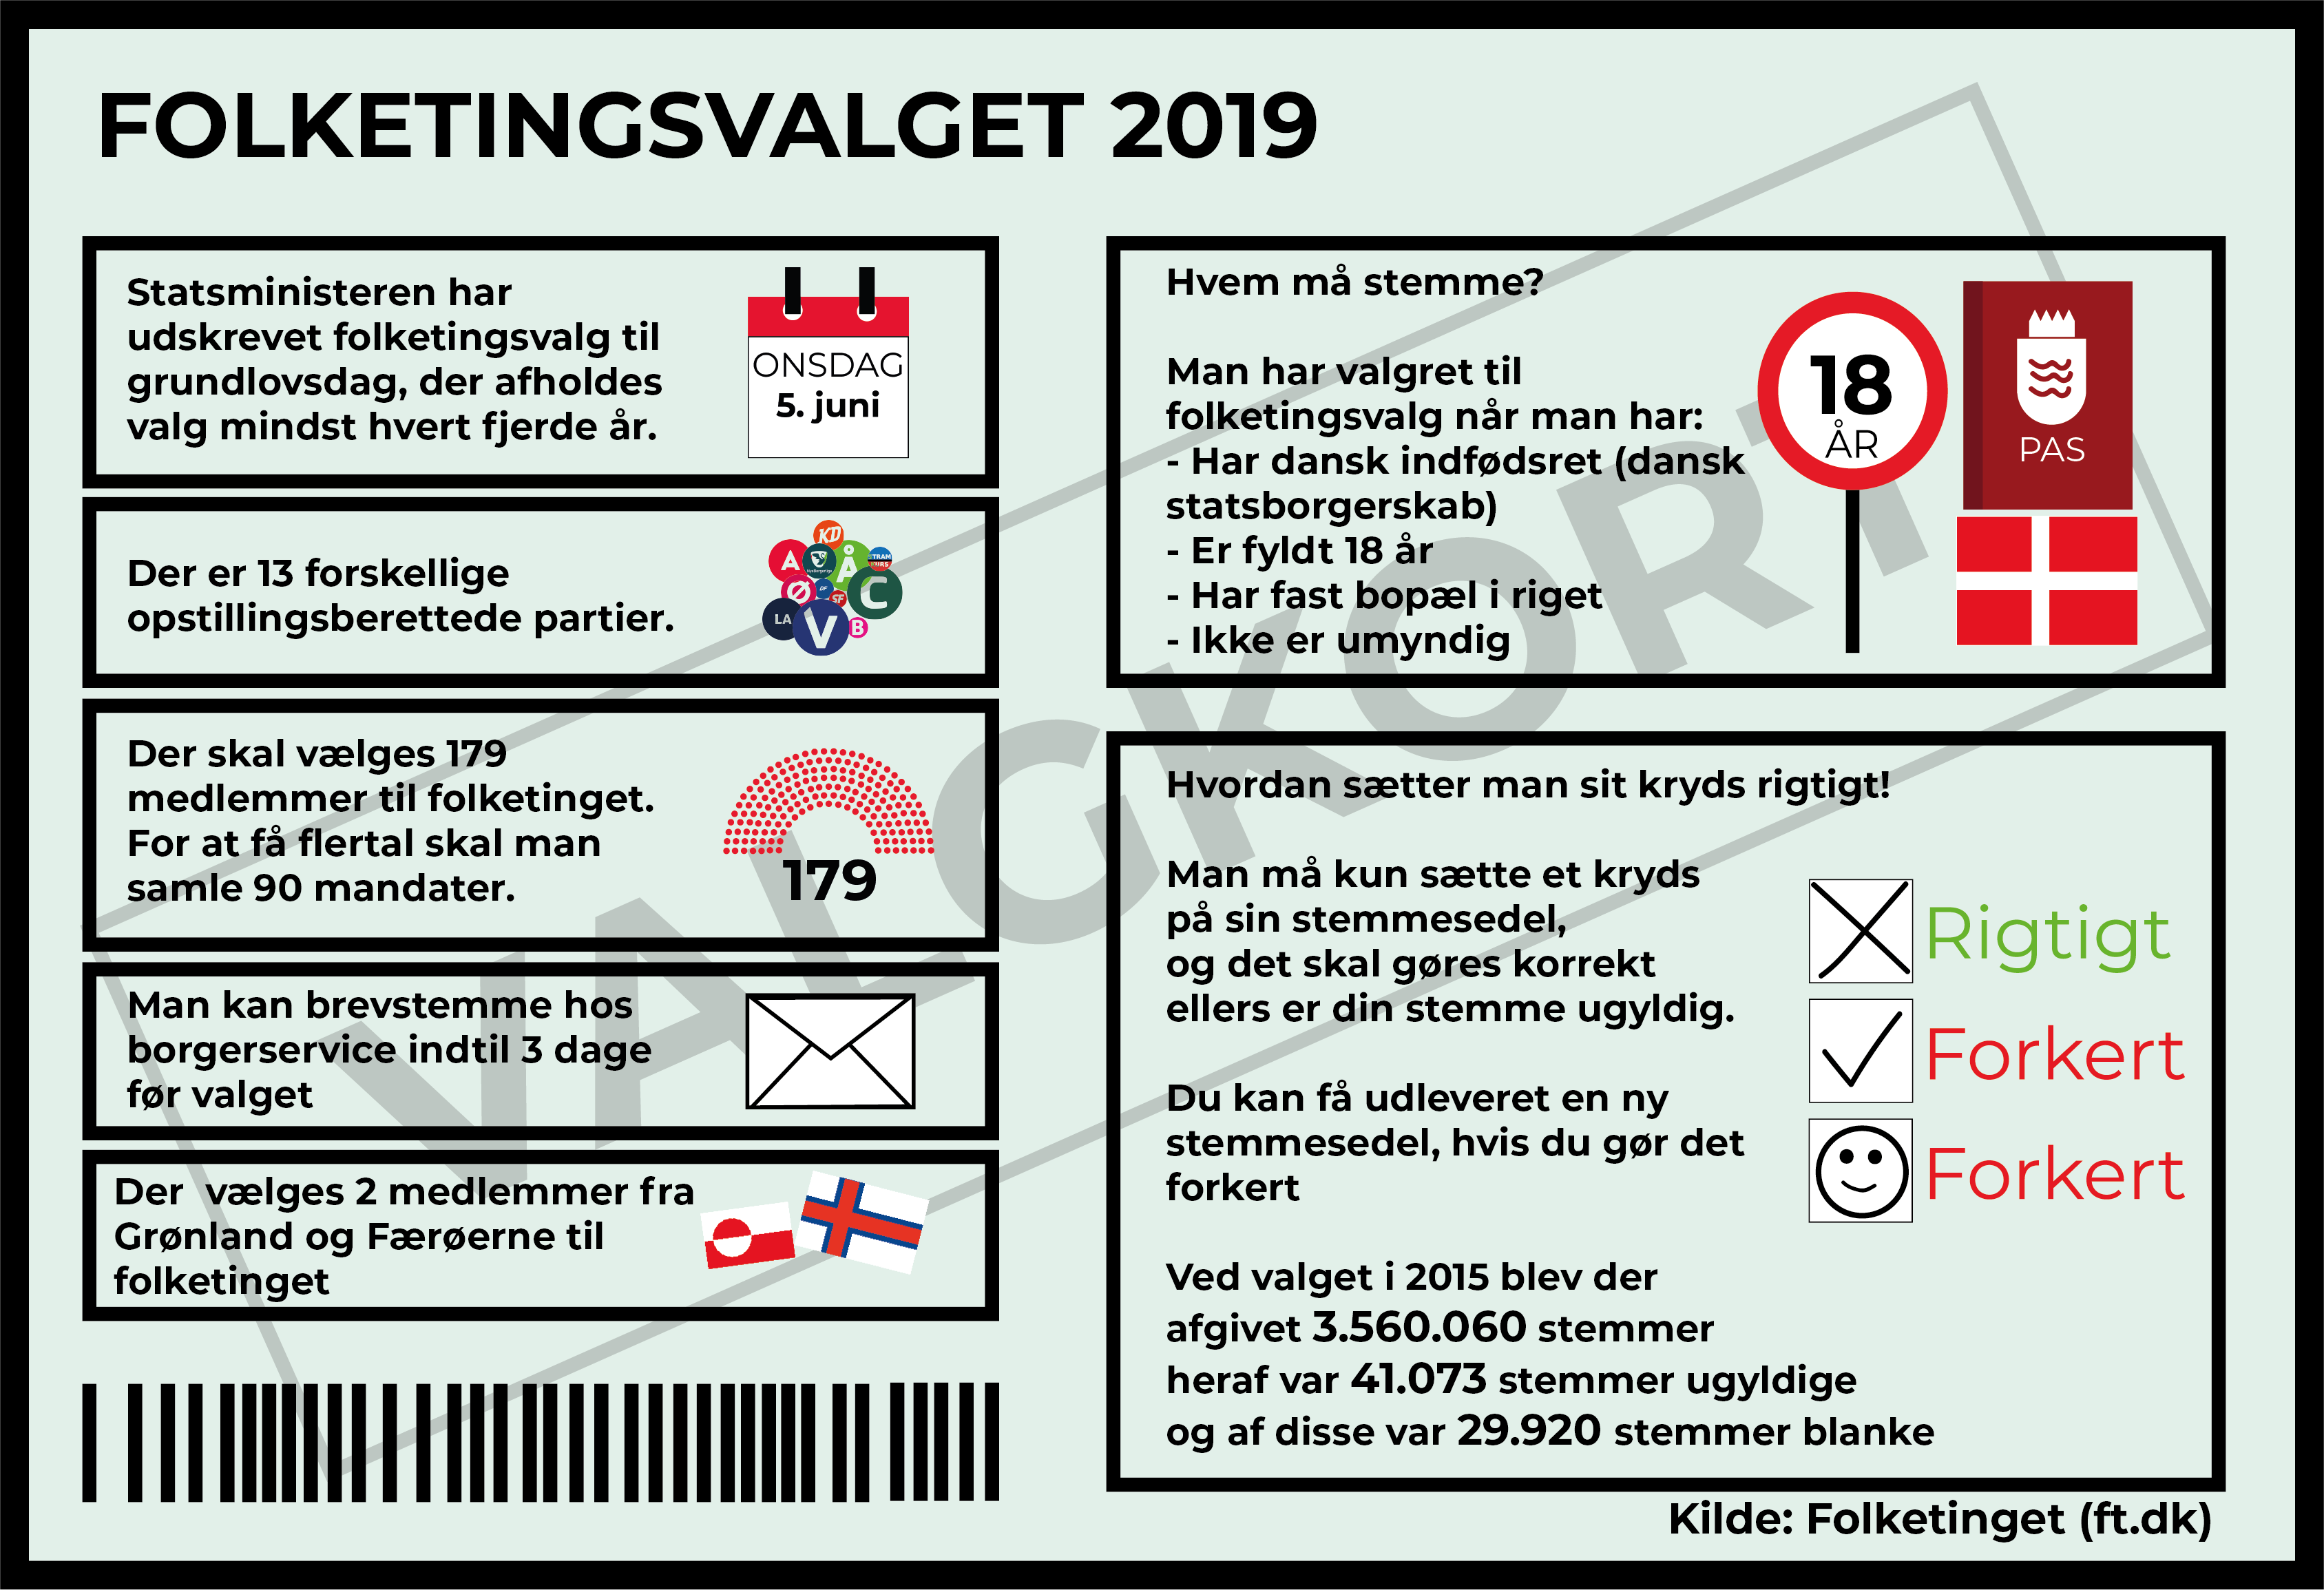 FOLKETINGSVALGET 2019
Statsministeren har
udskrevet folketingsvalg til
grundlovsdag, der afholdes
valg mindst hvert fjerde år.
ONSDAG
5. juni
Der er 13 forskellige
opstillingsberettede partier.
KD
A
Å
STRAM
KURS
Ø
DF
SF
C
LA
V
B
Der skal vælges 179
medlemmer til folketinget.
For at få flertal skal man
samle 90 mandater.
179
Man kan brevstemme hos
borgerservice indtil 3 dage
før valget
Der vælges 2 medlemmer fra
Grønland og Færøerne til
folketinget
Hvem må stemme?
Man har valgret til
folketingsvalg når man har:
- Har dansk indfødsret (dansk
statsborgerskab)
- Er fyldt 18 år
- Har fast bopæl i riget
- Ikke er umyndig
18
ÅR
PAS
Hvordan sætter man sit kryds rigtigt!
Man må kun sætte et kryds
på sin stemmesedel,
og det skal gøres korrekt
ellers er din stemme ugyldig.
Du kan få udleveret en ny
stemmesedel, hvis du gør det
forkert
Rigtigt
Forkert
Forkert
Ved valget i 2015 blev der
afgivet 3.560.060 stemmer
heraf var 41.073 stemmer ugyldige
og af disse var 29.920 stemmer blanke
VALGKORT
Kilde: Folketinget (ft.dk)